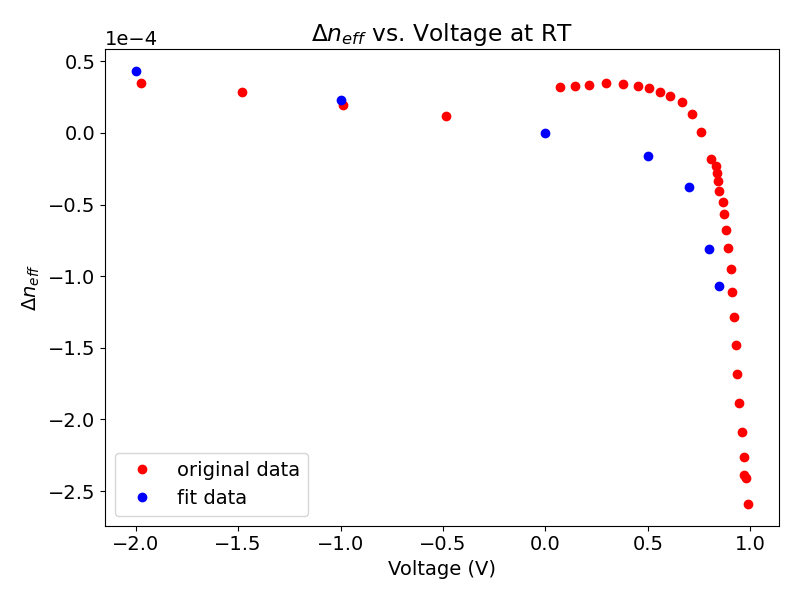 Δn_eff vs. Voltage at RT
1e−4
0.5
0.0
−0.5
−1.0
−1.5
−2.0
−2.5
Δn_eff
original data
fit data
−2.0 −1.5 −1.0 −0.5 0.0 0.5 1.0
Voltage (V)